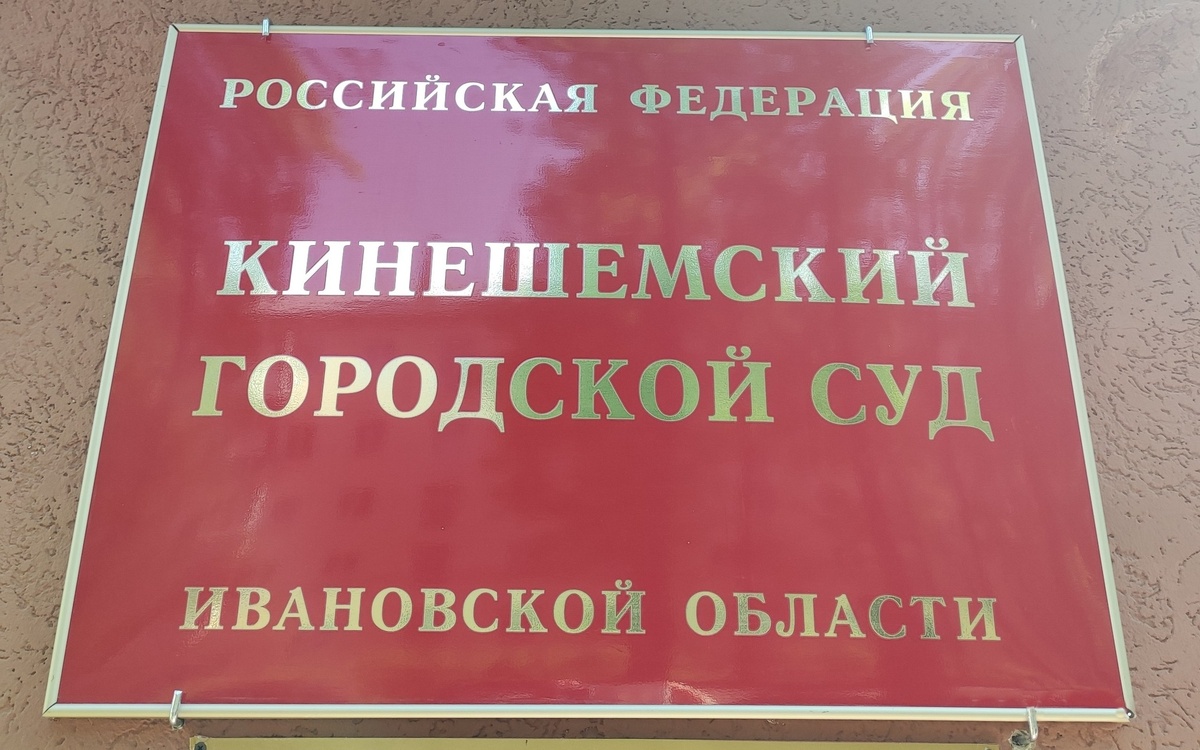 РОССИЙСКАЯ ФЕДЕРАЦИЯ
КИНЕШЕМСКИЙ
ГОРОДСКОЙ СУД
ИВАНОВСКОЙ ОБЛАСТИ